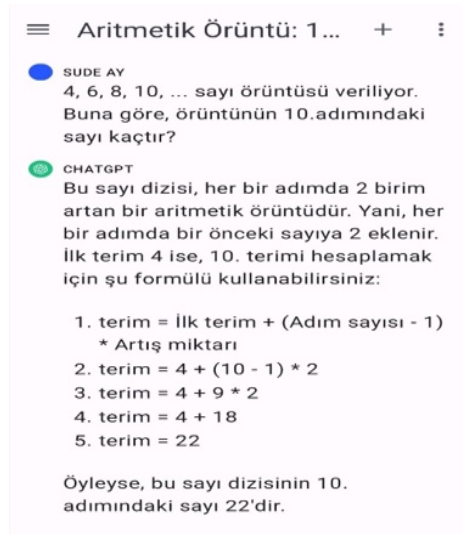 Aritmetik Örüntü: 1...
SUDE AY
4, 6, 8, 10, ... sayı örüntüsü veriliyor.
Buna göre, örüntünün 10.adımındaki
sayı kaçtır?
CHATGPT
Bu sayı dizisi, her bir adımda 2 birim
artan bir aritmetik örüntüdür. Yani, her
bir adımda bir önceki sayıya 2 eklenir.
İlk terim 4 ise, 10. terimi hesaplamak
için şu formülü kullanabilirsiniz:
1. terim = İlk terim + (Adım sayısı - 1)
* Artış miktarı
2. terim = 4 + (10 - 1) * 2
3. terim = 4 + 9 * 2
4. terim = 4 + 18
5. terim = 22
Öyleyse, bu sayı dizisinin 10.
adımındaki sayı 22'dir.